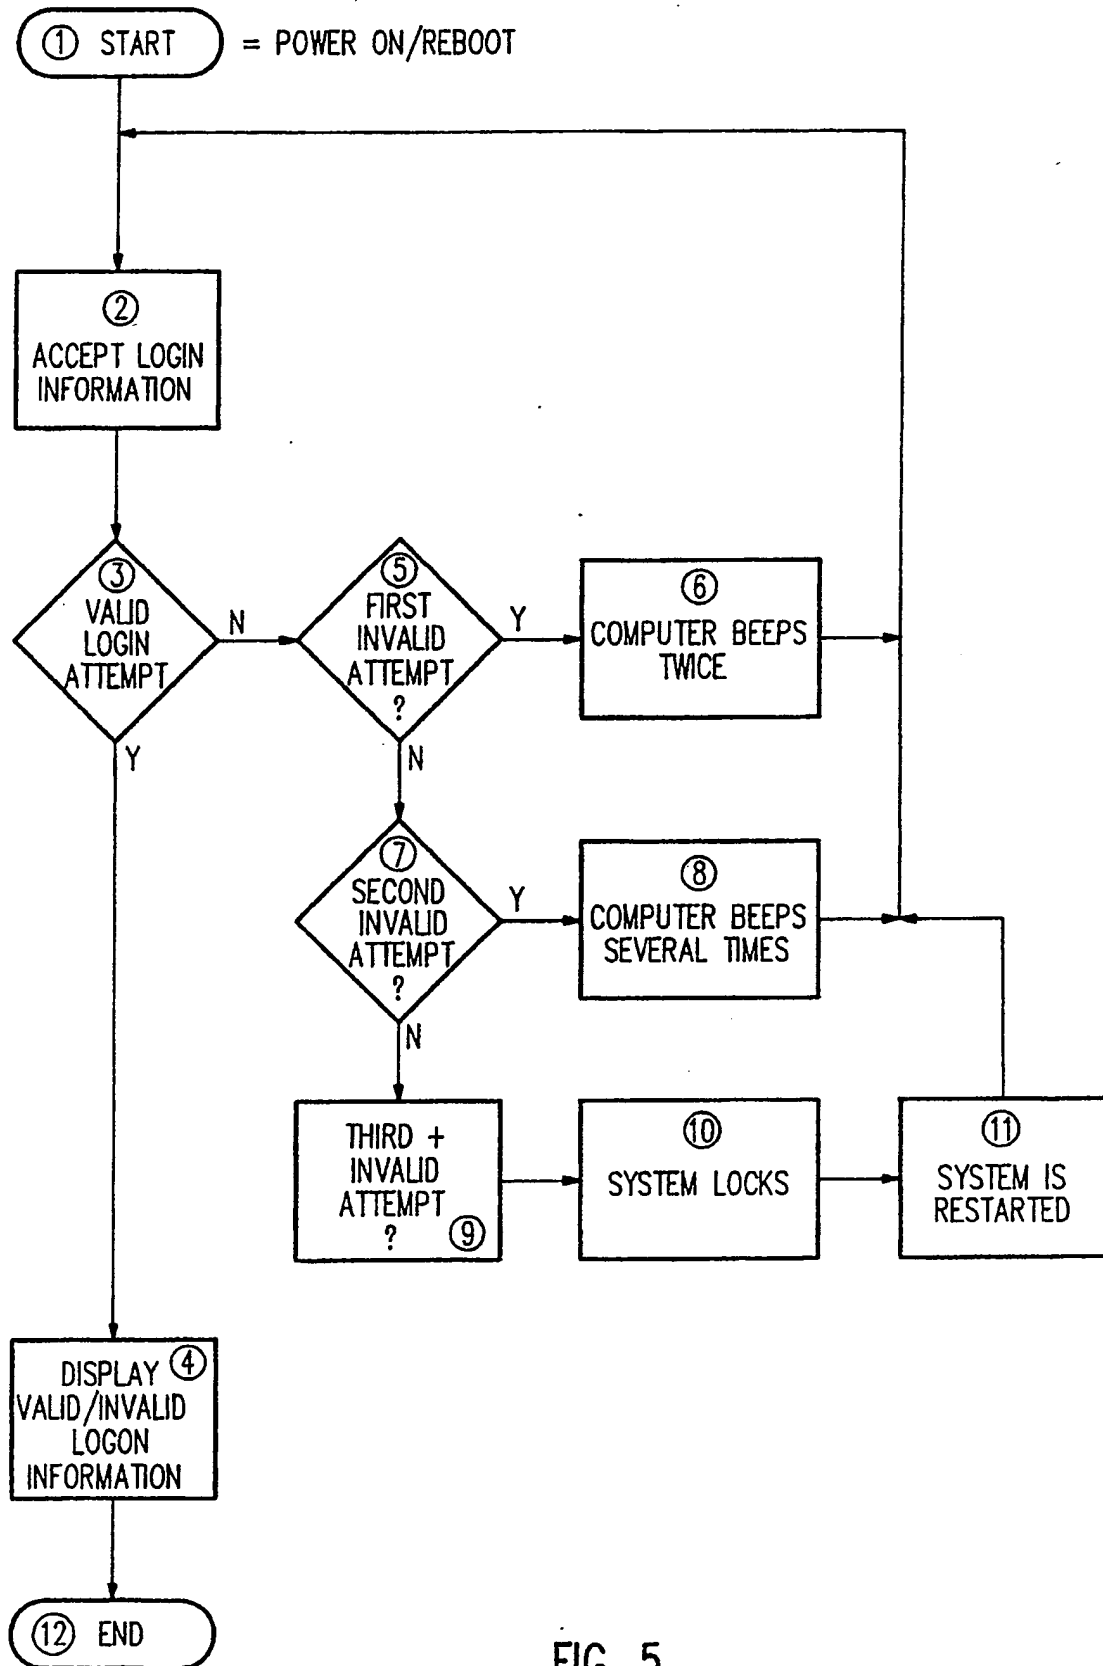 ① START = POWER ON/REBOOT
②
ACCEPT LOGIN
INFORMATION
③
VALID
LOGIN
ATTEMPT
N
Y
⑤
FIRST
INVALID
ATTEMPT
?
Y
N
⑥
COMPUTER BEEPS
TWICE
⑦
SECOND
INVALID
ATTEMPT
?
Y
N
⑧
COMPUTER BEEPS
SEVERAL TIMES
THIRD +
INVALID
ATTEMPT
? ⑨
⑩
SYSTEM LOCKS
⑪
SYSTEM IS
RESTARTED
DISPLAY ④
VALID/INVALID
LOGON
INFORMATION
⑫ END
FIG. 5